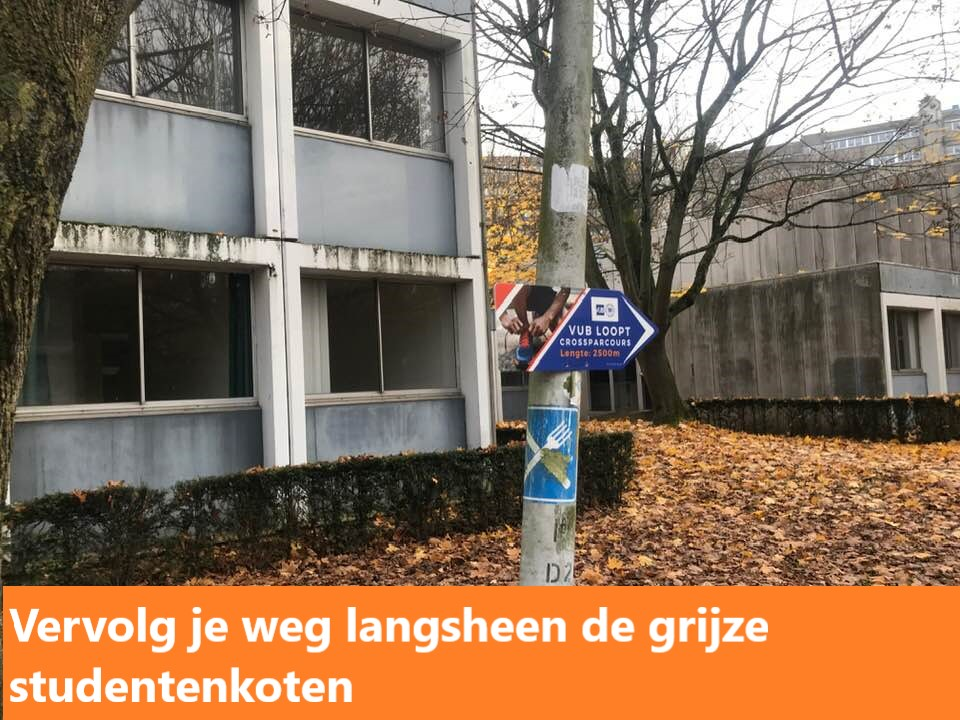 VUB LOOPT
CROSSPARCOURS
Lengte: 2500m
D2
Vervolg je weg langsheen de grijze
studentenkoten